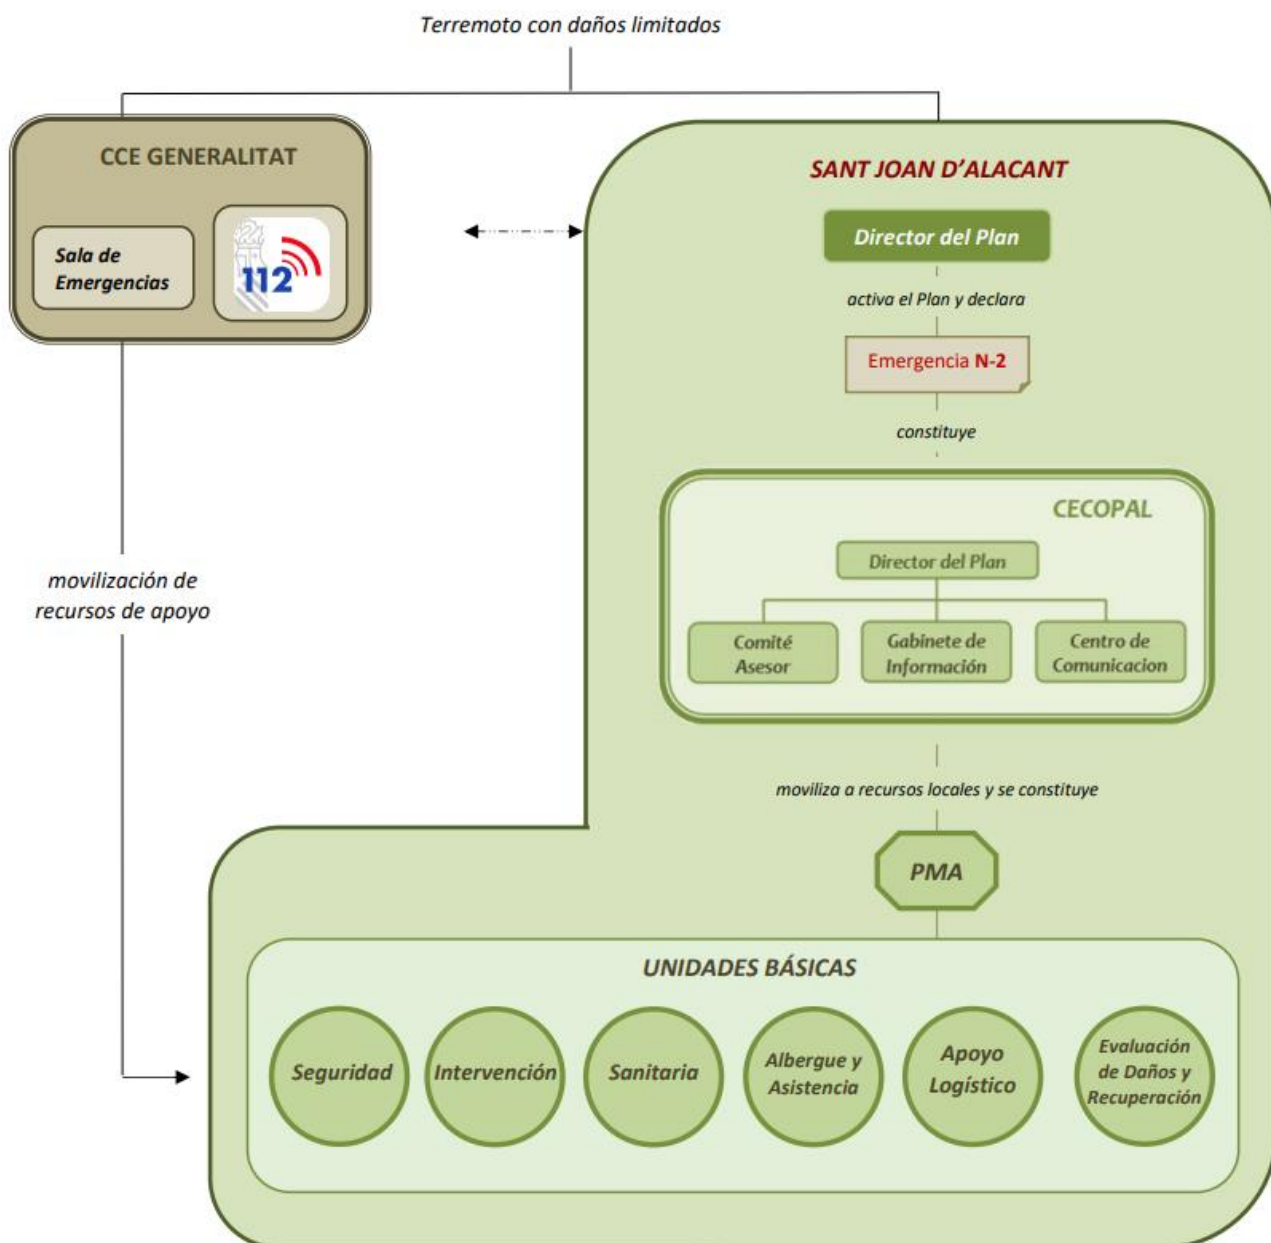 Terremoto con daños limitados
CCE GENERALITAT
Sala de
Emergencias
112
SANT JOAN D'ALACANT
Director del Plan
activa el Plan y declara
Emergencia N-2
constituye
CECOPAL
Director del Plan
Comité
Asesor
Gabinete de
Información
Centro de
Comunicacion
movilización de
recursos de apoyo
moviliza a recursos locales y se constituye
PMA
UNIDADES BÁSICAS
Seguridad
Intervención
Sanitaria
Albergue y
Asistencia
Apoyo
Logístico
Evaluación
de Daños y
Recuperación